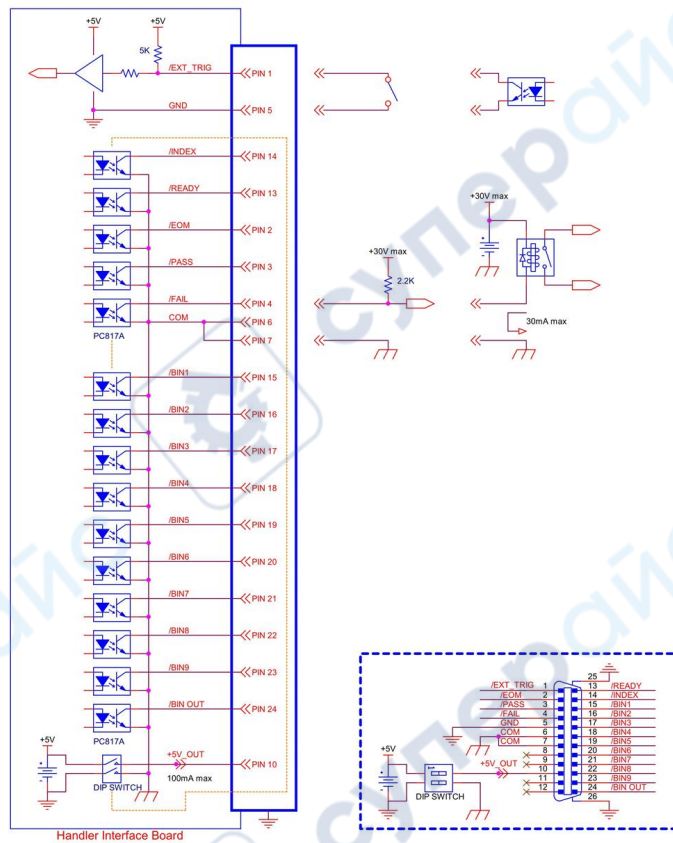 +5V
+5V
5K
/EXT_TRIG
PIN 1
GND
PIN 5
/INDEX
PIN 14
/READY
PIN 13
/EOM
PIN 2
/PASS
PIN 3
/FAIL
PIN 4
COM
PIN 6
PC817A
PIN 7
+30V max
2.2K
+30V max
30mA max
/BIN1
PIN 15
/BIN2
PIN 16
/BIN3
PIN 17
/BIN4
PIN 18
/BIN5
PIN 19
/BIN6
PIN 20
/BIN7
PIN 21
/BIN8
PIN 22
/BIN9
PIN 23
/BIN OUT
PIN 24
PC817A
+5V
+5V_OUT
PIN 10
100mA max
DIP SWITCH
Handler Interface Board
25
/EXT_TRIG 1 13 /READY
/EOM 2 14 /INDEX
/PASS 3 15 /BIN1
/FAIL 4 16 /BIN2
GND 5 17 /BIN3
COM 6 18 /BIN4
COM 7 19 /BIN5
8 20 /BIN6
9 21 /BIN7
+5V
+5V_OUT 10 22 /BIN8
11 23 /BIN9
12 24 /BIN OUT
1
DIP SWITCH
26
супер
айс
супер
айс